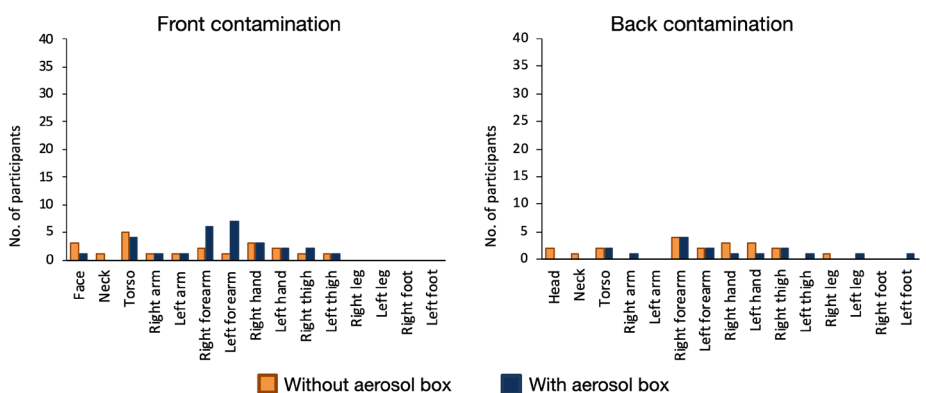 Front contamination
No. of participants
40
35
30
25
20
15
10
5
0
Face
Neck
Torso
Right arm
Left arm
Right forearm
Left forearm
Right hand
Left hand
Right thigh
Left thigh
Right leg
Left leg
Right foot
Left foot
Back contamination
No. of participants
40
35
30
25
20
15
10
5
0
Head
Neck
Torso
Right arm
Left arm
Right forearm
Left forearm
Right hand
Left hand
Right thigh
Left thigh
Right leg
Left leg
Right foot
Left foot
Without aerosol box
With aerosol box